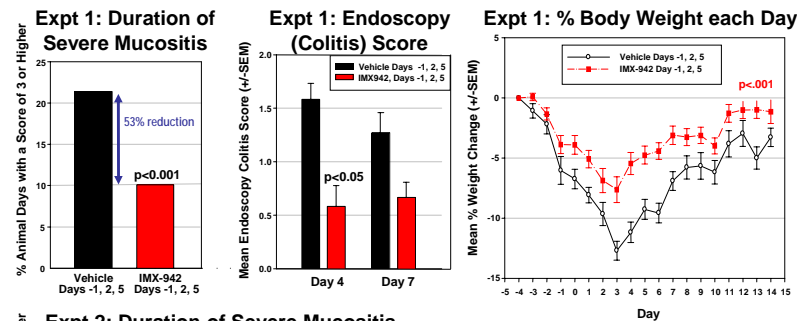 Expt 1: Duration of
Severe Mucositis
% Animal Days with a Score of 3 or Higher
25
20
15
10
5
0
53% reduction
p<0.001
Vehicle
Days -1, 2, 5
IMX-942
Days -1, 2, 5
Expt 1: Endoscopy
(Colitis) Score
Mean Endoscopy Colitis Score (+/-SEM)
2.0
1.5
1.0
0.5
0.0
Vehicle Days -1, 2, 5
IMX942, Days -1, 2, 5
p<0.05
Day 4
Day 7
Expt 1: % Body Weight each Day
Mean % Weight Change (+/-SEM)
5
0
-5
-10
-15
Vehicle Days -1, 2, 5
IMX-942 Day -1, 2, 5
p<.001
-5 -4 -3 -2 -1 0 1 2 3 4 5 6 7 8 9 10 11 12 13 14 15
Day
Expt 2: Duration of Severe Mucositis